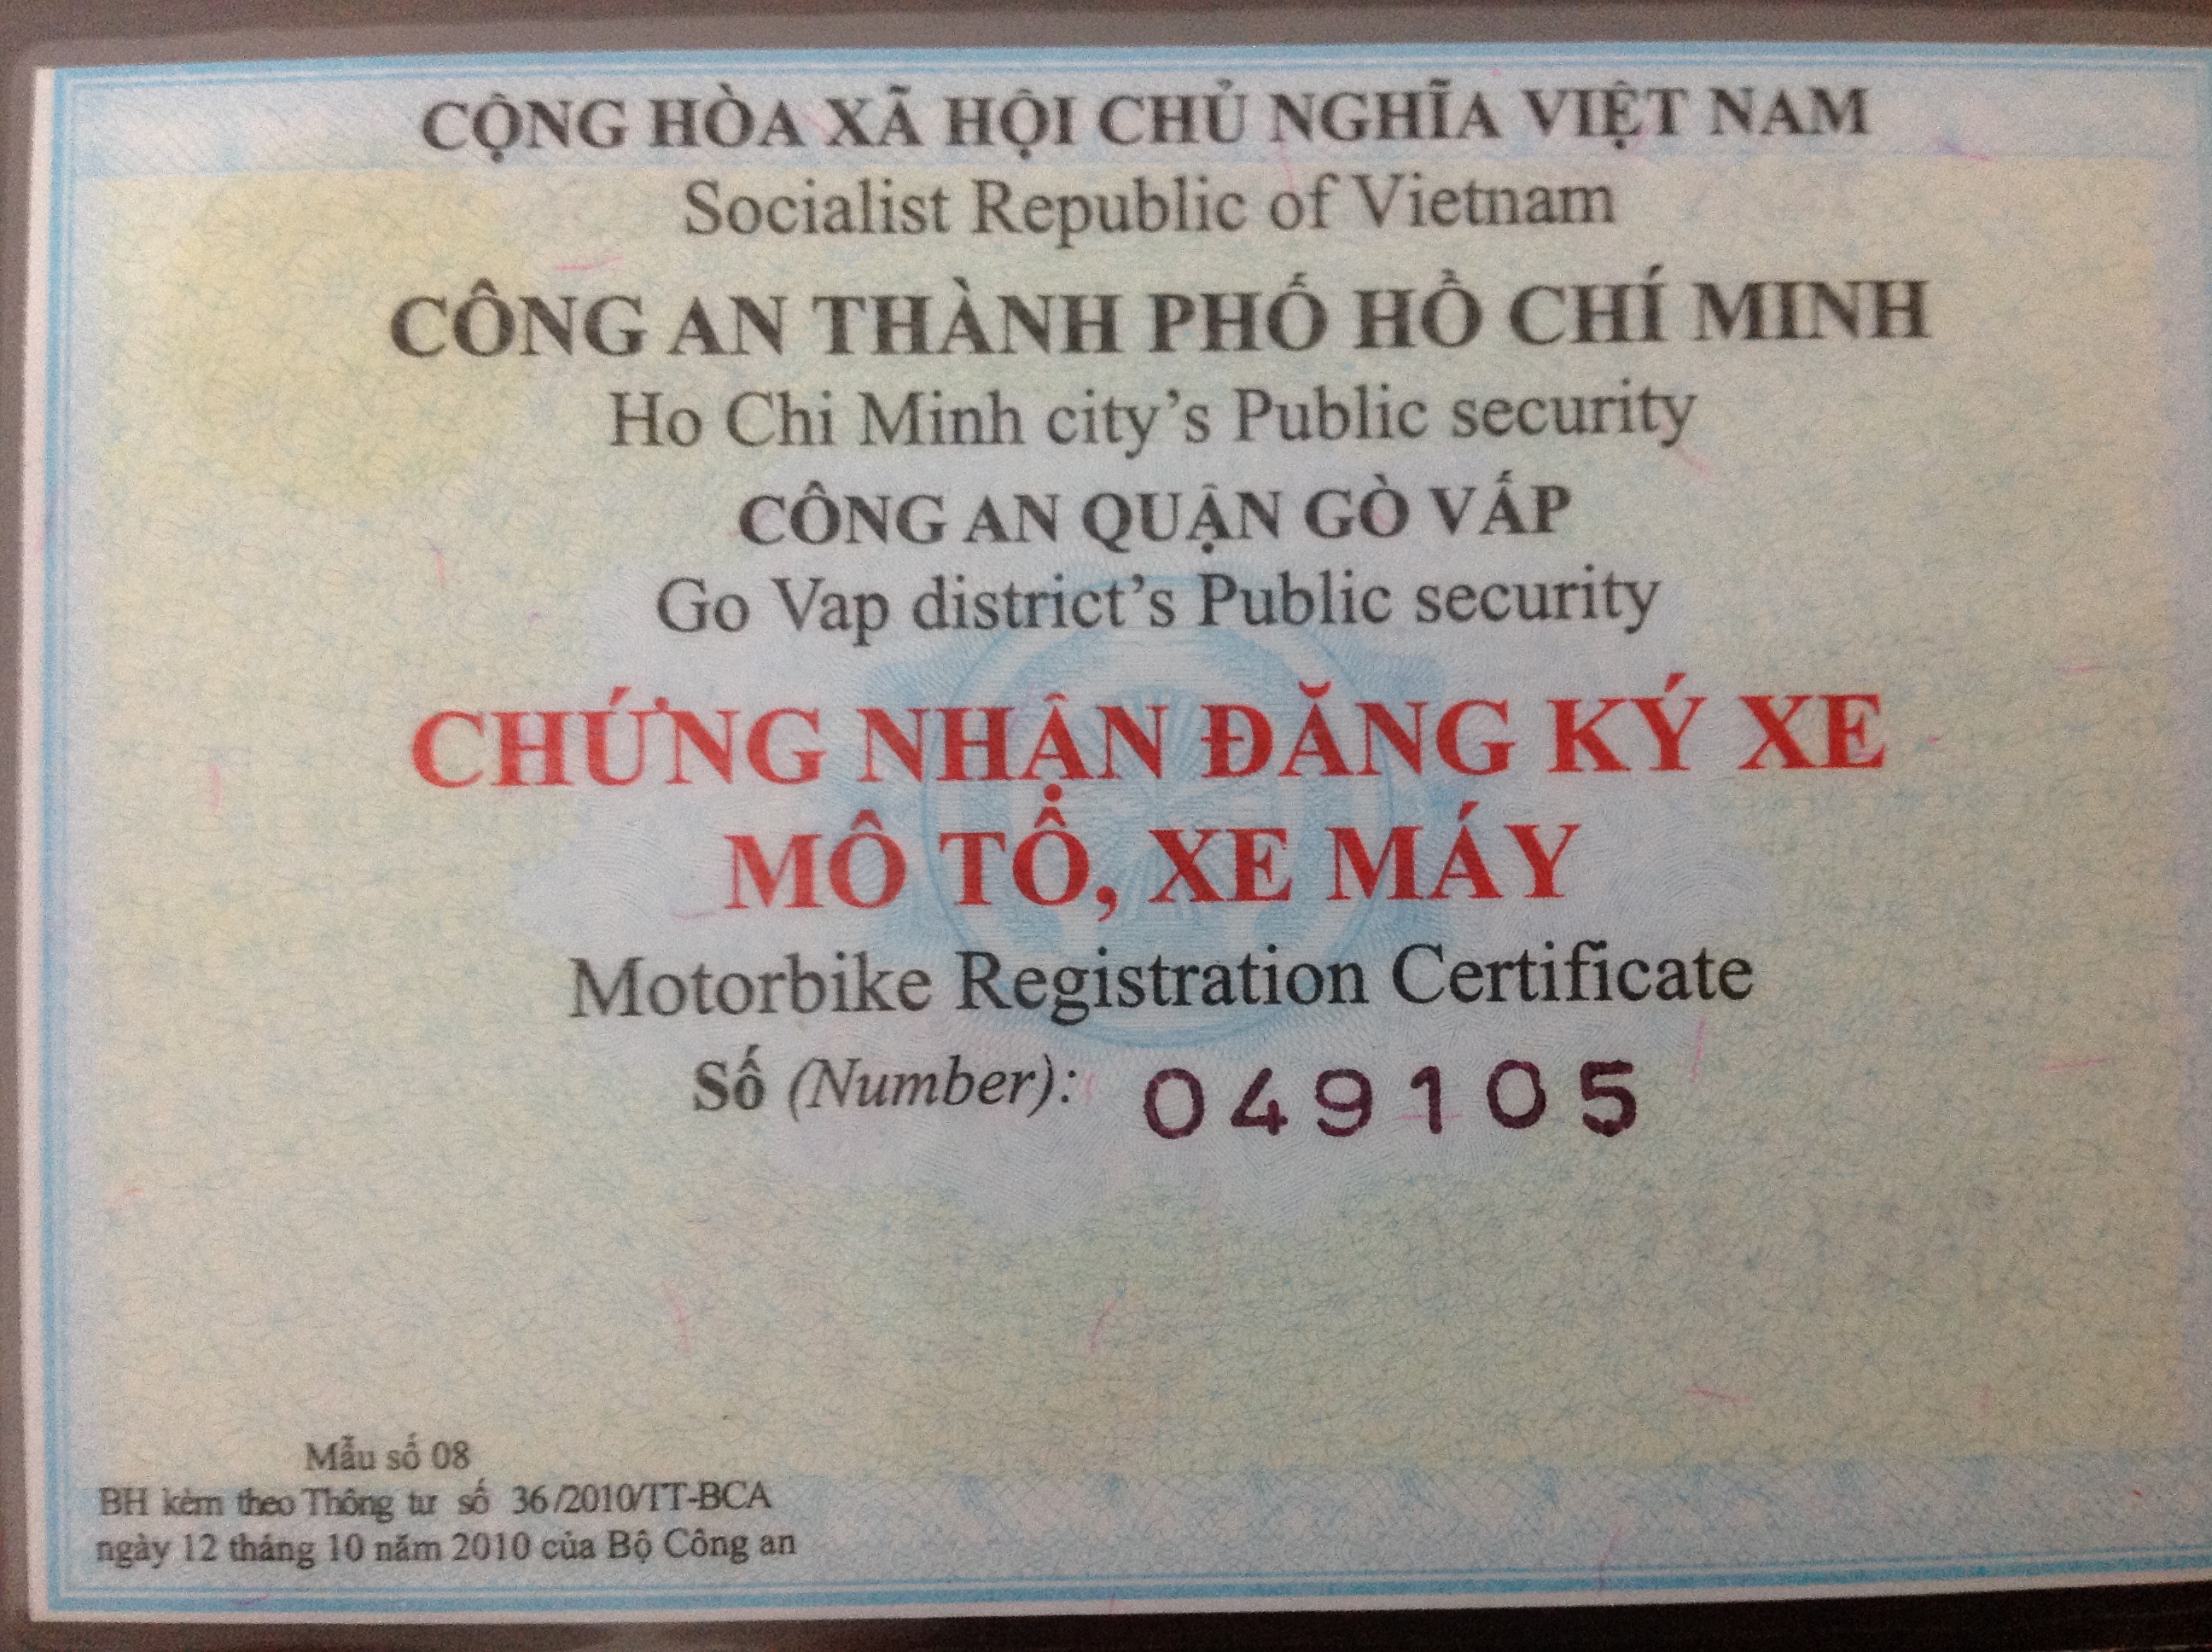 CỘNG HÒA XÃ HỘI CHỦ NGHĨA VIỆT NAM
Socialist Republic of Vietnam
CÔNG AN THÀNH PHỐ HỒ CHÍ MINH
Ho Chi Minh city’s Public security
CÔNG AN QUẬN GÒ VẤP
Go Vap district’s Public security
CHỨNG NHẬN ĐĂNG KÝ XE
MÔ TÔ, XE MÁY
Motorbike Registration Certificate
Số (Number): 049105
Mẫu số 08
BH kèm theo Thông tư số 36/2010/TT-BCA
ngày 12 tháng 10 năm 2010 của Bộ Công an